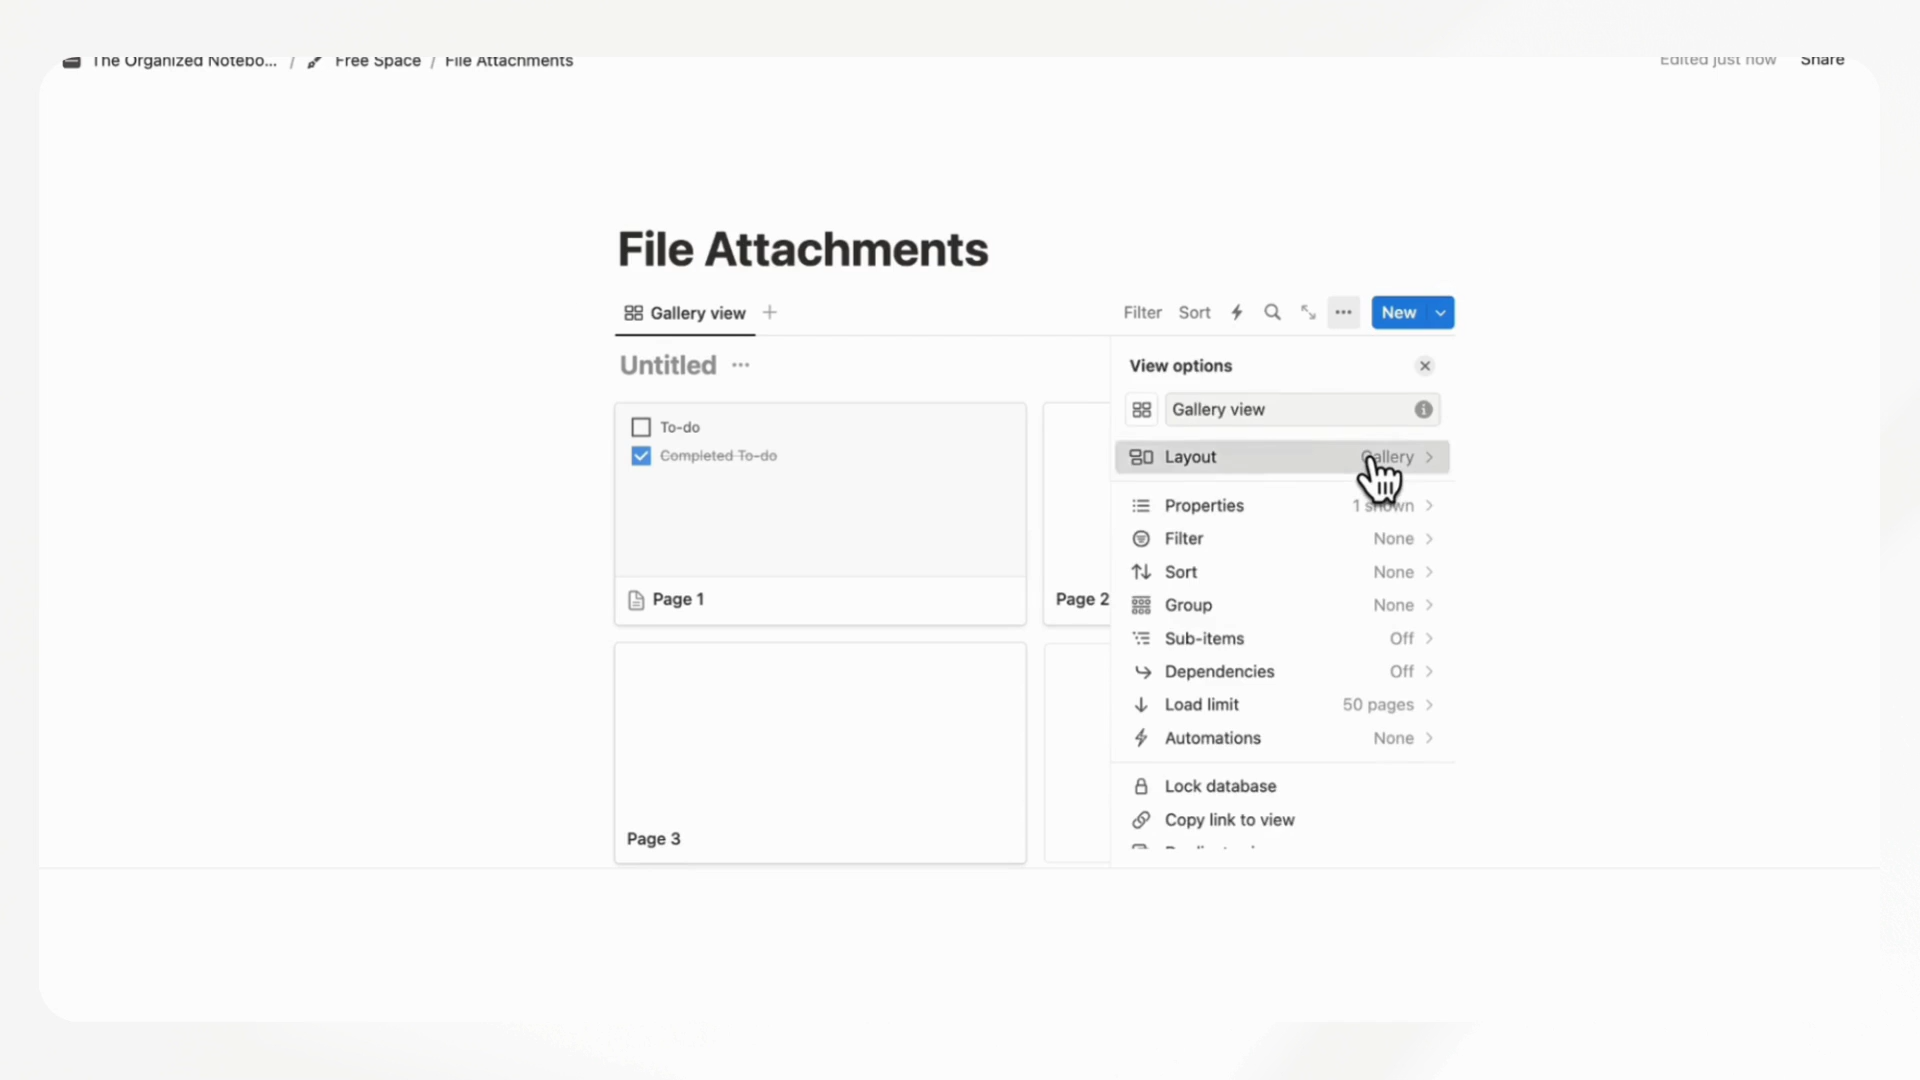 The Organized Notebo... / Free Space / File Attachments
Edited just now Share
File Attachments
Gallery view
Filter Sort New
Untitled ...
View options
Gallery view
To-do
Completed To-do
Layout Gallery
Properties 1 shown
Filter None
Sort None
Page 1
Page 2
Group None
Sub-items Off
Dependencies Off
Load limit 50 pages
Automations None
Lock database
Copy link to view
Page 3